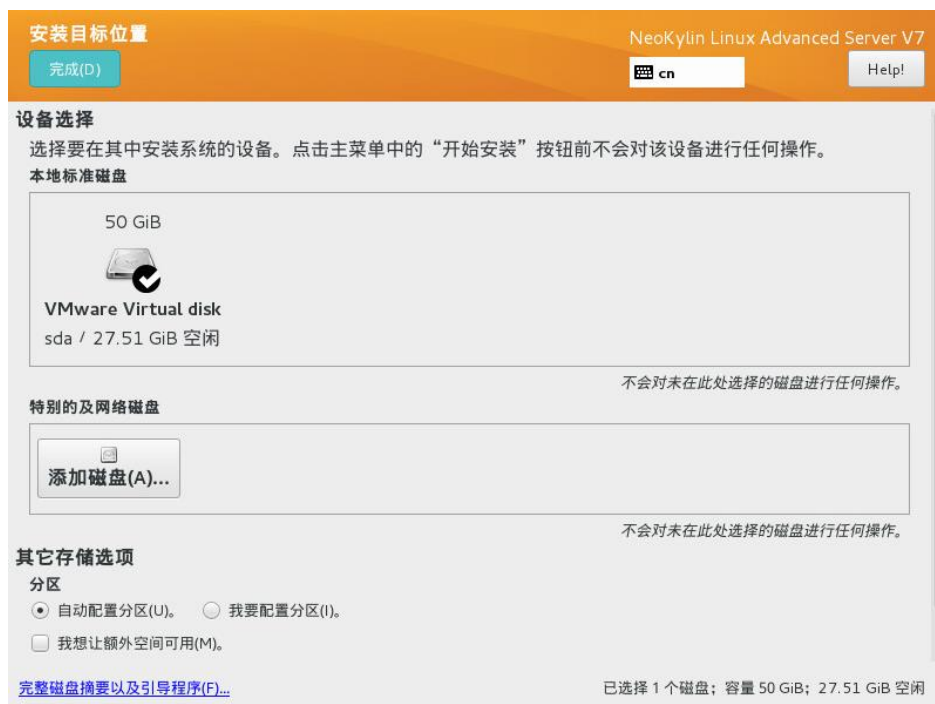 安装目标位置
NeoKylin Linux Advanced Server V7
完成(D)
cn
Help!
设备选择
选择要在其中安装系统的设备。点击主菜单中的“开始安装”按钮前不会对该设备进行任何操作。
本地标准磁盘
50 GiB
VMware Virtual disk
sda / 27.51 GiB 空闲
不会对未在此处选择的磁盘进行任何操作。
特别的及网络磁盘
添加磁盘(A)...
不会对未在此处选择的磁盘进行任何操作。
其它存储选项
分区
自动配置分区(U)。 我要配置分区(I)。
我想让额外空间可用(M)。
完整磁盘摘要以及引导程序(F)...
已选择 1 个磁盘；容量 50 GiB；27.51 GiB 空闲